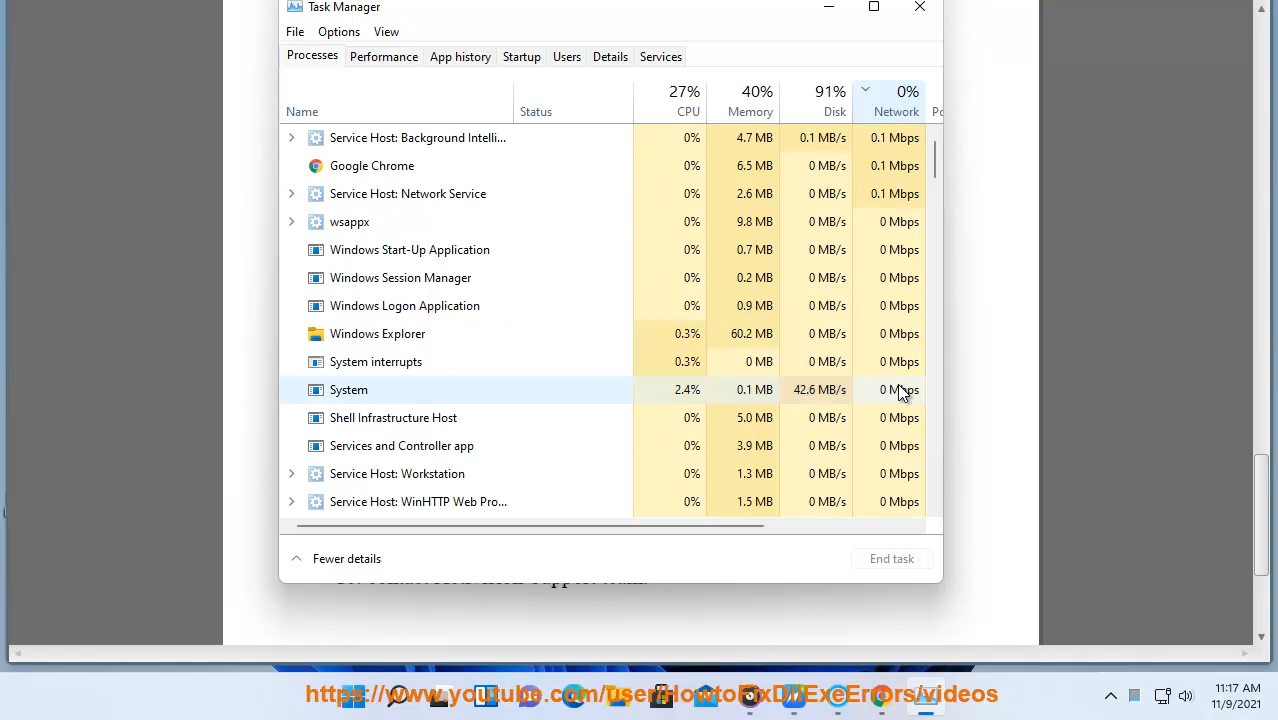 Task Manager
File Options View
Processes Performance App history Startup Users Details Services
27% 40% 91% 0%
Name Status CPU Memory Disk Network
Service Host: Background Intelli... 0% 4.7 MB 0.1 MB/s 0.1 Mbps
Google Chrome 0% 6.5 MB 0 MB/s 0.1 Mbps
Service Host: Network Service 0% 2.6 MB 0 MB/s 0.1 Mbps
wsappx 0% 9.8 MB 0 MB/s 0 Mbps
Windows Start-Up Application 0% 0.7 MB 0 MB/s 0 Mbps
Windows Session Manager 0% 0.2 MB 0 MB/s 0 Mbps
Windows Logon Application 0% 0.9 MB 0 MB/s 0 Mbps
Windows Explorer 0.3% 60.2 MB 0 MB/s 0 Mbps
System interrupts 0.3% 0 MB 0 MB/s 0 Mbps
System 2.4% 0.1 MB 42.6 MB/s 0 Mbps
Shell Infrastructure Host 0% 5.0 MB 0 MB/s 0 Mbps
Services and Controller app 0% 3.9 MB 0 MB/s 0 Mbps
Service Host: Workstation 0% 1.3 MB 0 MB/s 0 Mbps
Service Host: WinHTTP Web Pro... 0% 1.5 MB 0 MB/s 0 Mbps
Fewer details End task
https://www.youtube.com/user/HowtoFixDllExeErrors/videos
11:17 AM
11/9/2021